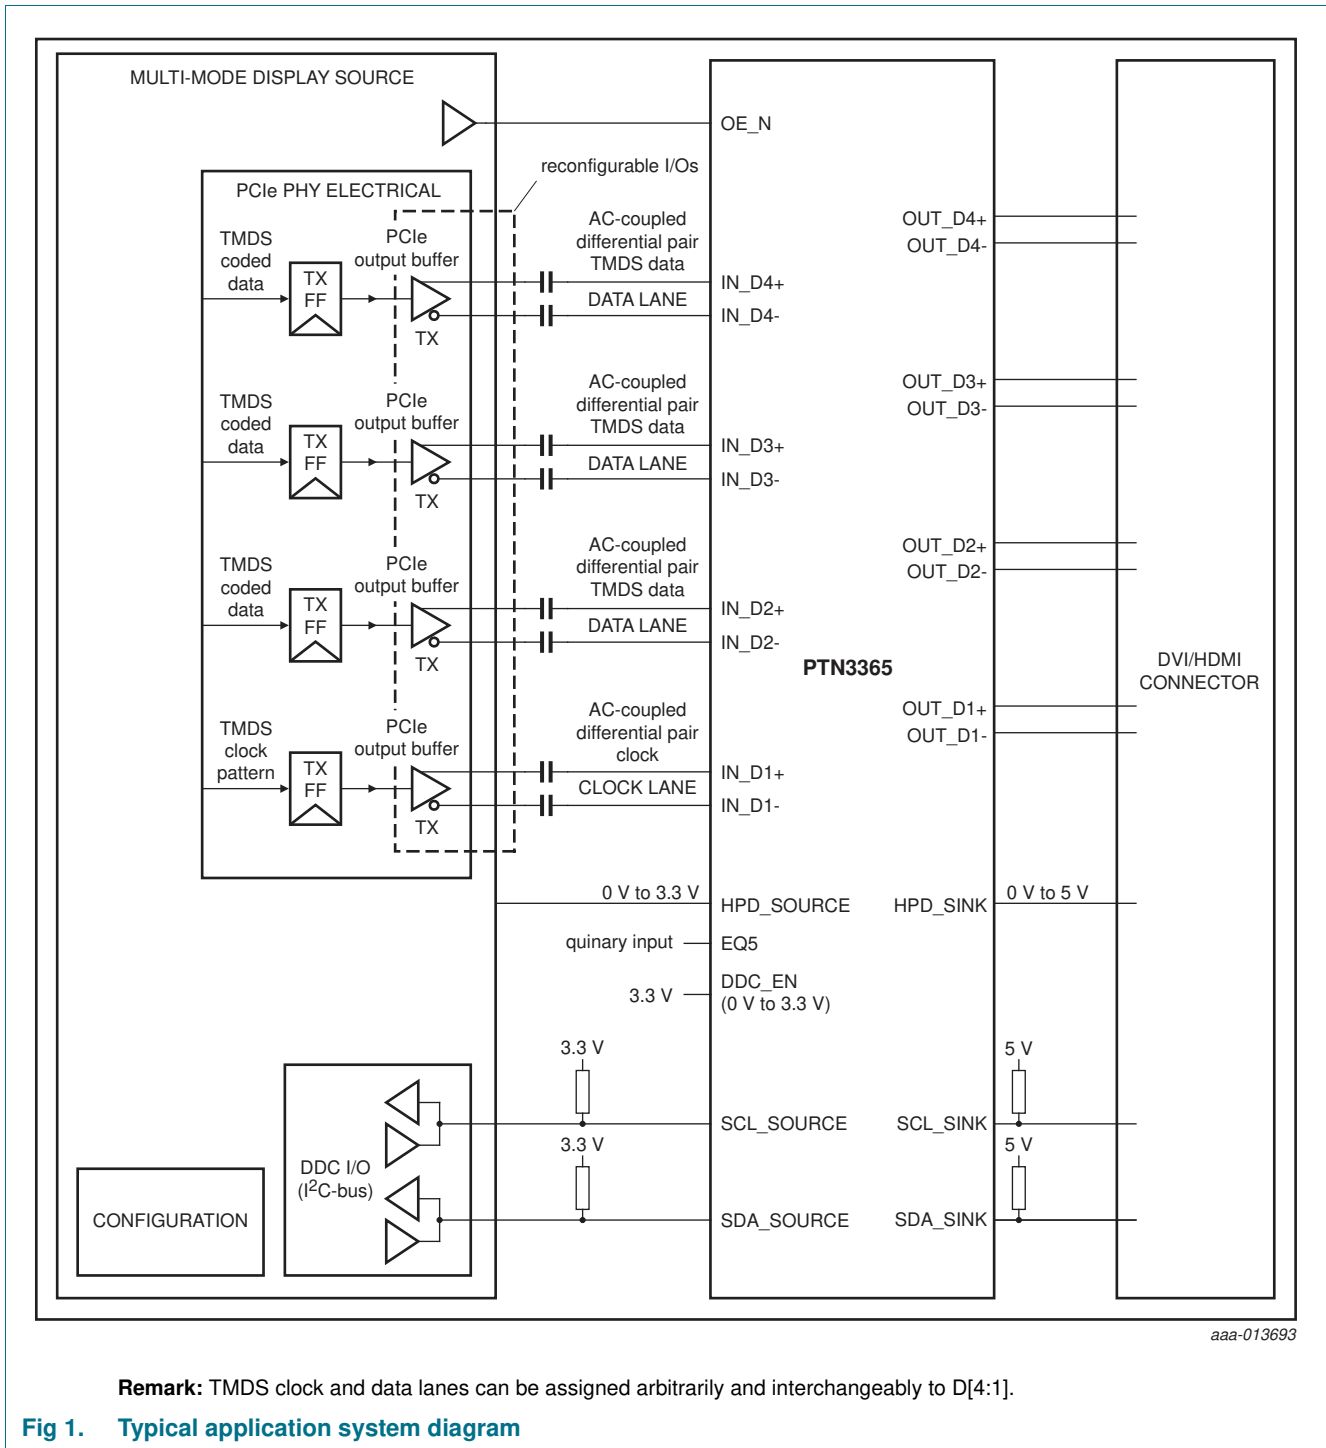 MULTI-MODE DISPLAY SOURCE
OE_N
reconfigurable I/Os
PCIe PHY ELECTRICAL
TMDS
coded
data
TX
FF
PCIe
output buffer
TX
AC-coupled
differential pair
TMDS data
DATA LANE
IN_D4+
IN_D4-
OUT_D4+
OUT_D4-
TMDS
coded
data
TX
FF
PCIe
output buffer
TX
AC-coupled
differential pair
TMDS data
DATA LANE
IN_D3+
IN_D3-
OUT_D3+
OUT_D3-
TMDS
coded
data
TX
FF
PCIe
output buffer
TX
AC-coupled
differential pair
TMDS data
DATA LANE
IN_D2+
IN_D2-
OUT_D2+
OUT_D2-
PTN3365
DVI/HDMI
CONNECTOR
TMDS
clock
pattern
TX
FF
PCIe
output buffer
TX
AC-coupled
differential pair
clock
CLOCK LANE
IN_D1+
IN_D1-
OUT_D1+
OUT_D1-
0 V to 3.3 V
HPD_SOURCE
HPD_SINK
0 V to 5 V
quinary input
EQ5
3.3 V
DDC_EN
(0 V to 3.3 V)
3.3 V
5 V
SCL_SOURCE
SCL_SINK
3.3 V
5 V
DDC I/O
(I²C-bus)
SDA_SOURCE
SDA_SINK
CONFIGURATION
aaa-013693
Remark: TMDS clock and data lanes can be assigned arbitrarily and interchangeably to D[4:1].
Fig 1. Typical application system diagram